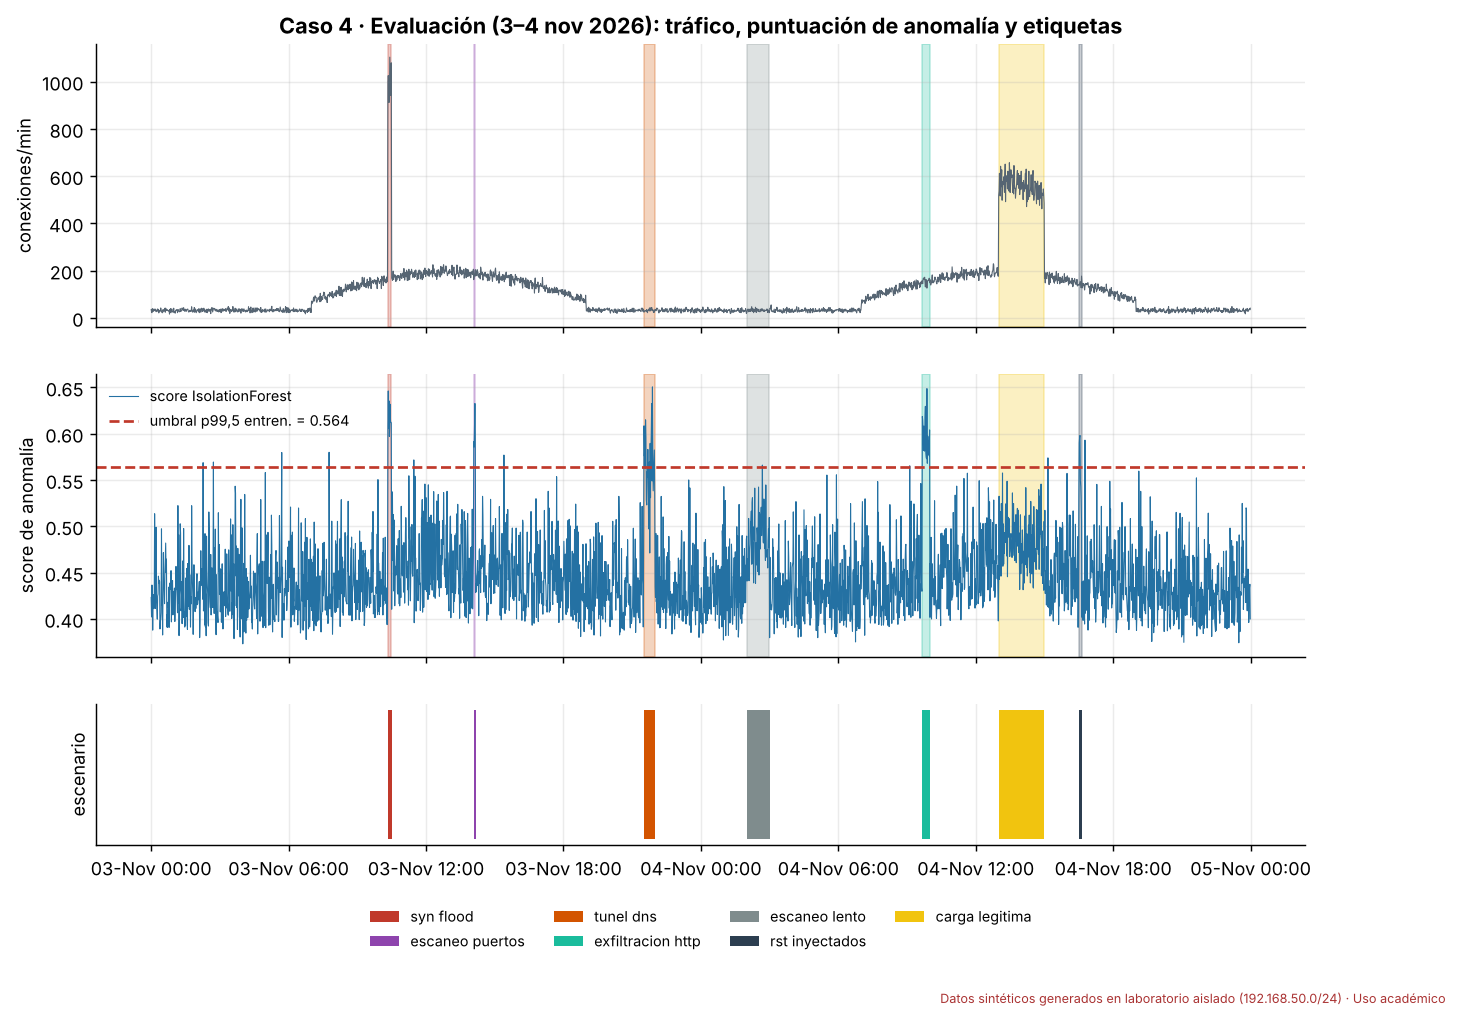 Caso 4 · Evaluación (3–4 nov 2026): tráfico, puntuación de anomalía y etiquetas
conexiones/min
1000
800
600
400
200
0
score de anomalía
0.65
0.60
0.55
0.50
0.45
0.40
score IsolationForest
umbral p99,5 entren. = 0.564
escenario
03-Nov 00:00 03-Nov 06:00 03-Nov 12:00 03-Nov 18:00 04-Nov 00:00 04-Nov 06:00 04-Nov 12:00 04-Nov 18:00 05-Nov 00:00
syn flood tunel dns escaneo lento carga legitima
escaneo puertos exfiltracion http rst inyectados
Datos sintéticos generados en laboratorio aislado (192.168.50.0/24) · Uso académico